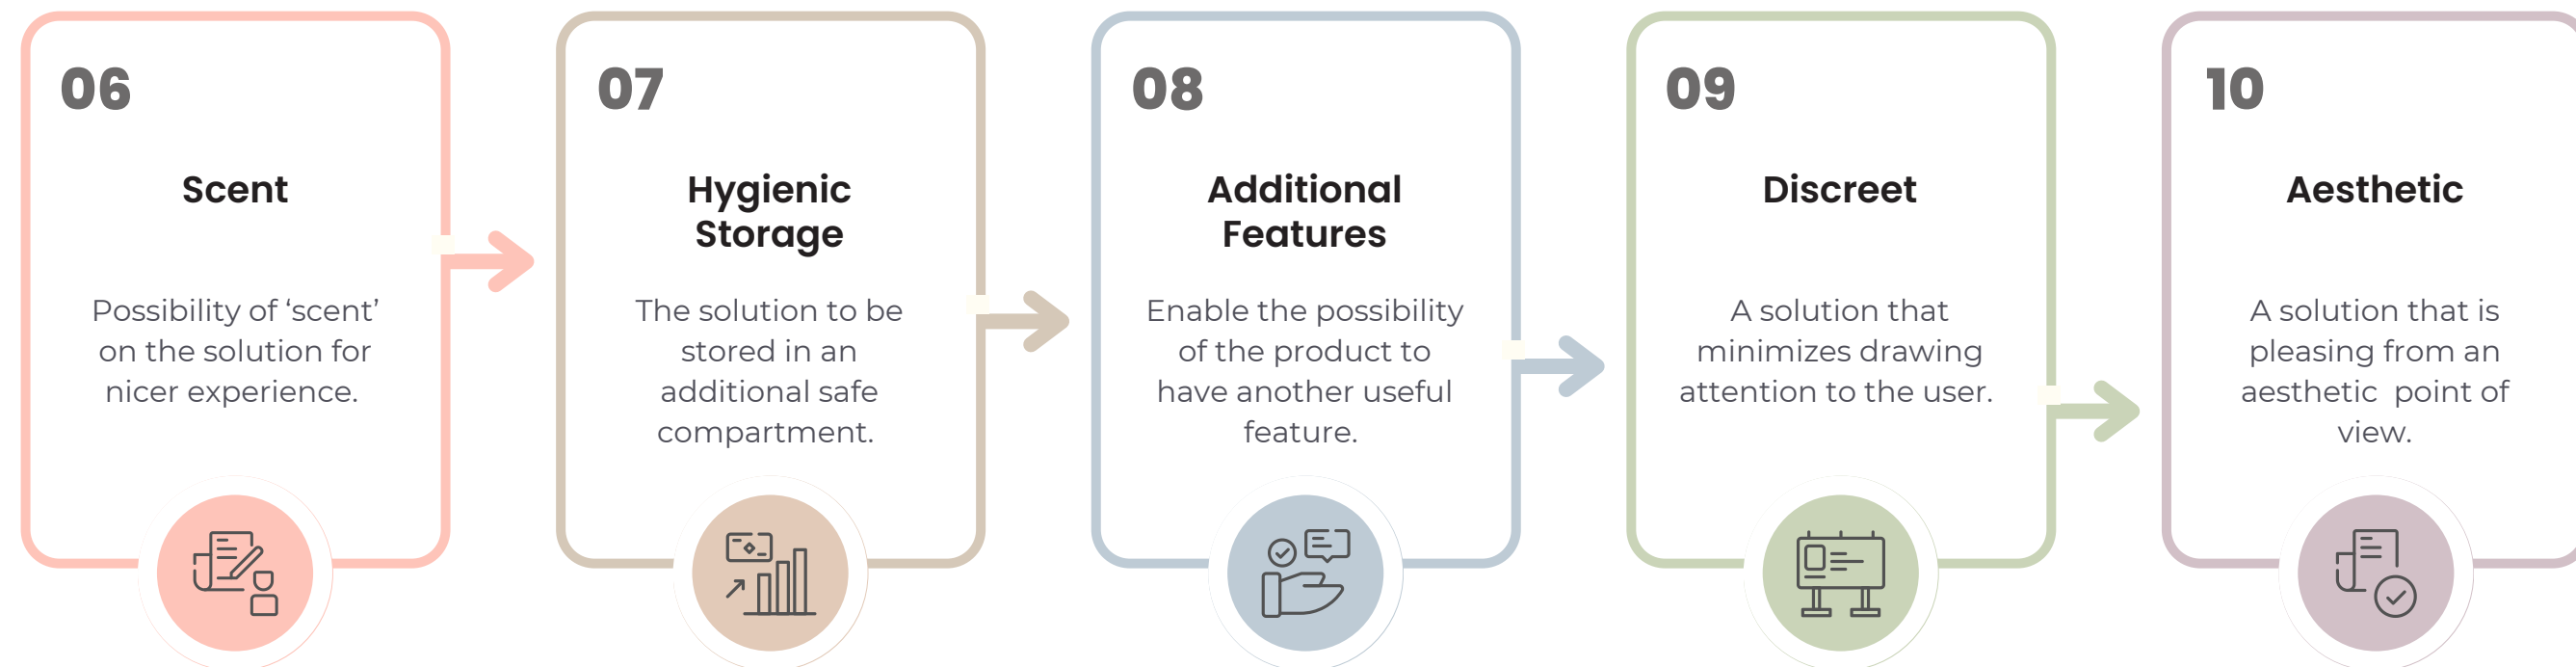 06
Scent
Possibility of ‘scent’
on the solution for
nicer experience.
07
Hygienic
Storage
The solution to be
stored in an
additional safe
compartment.
08
Additional
Features
Enable the possibility
of the product to
have another useful
feature.
09
Discreet
A solution that
minimizes drawing
attention to the user.
10
Aesthetic
A solution that is
pleasing from an
aesthetic  point of
view.